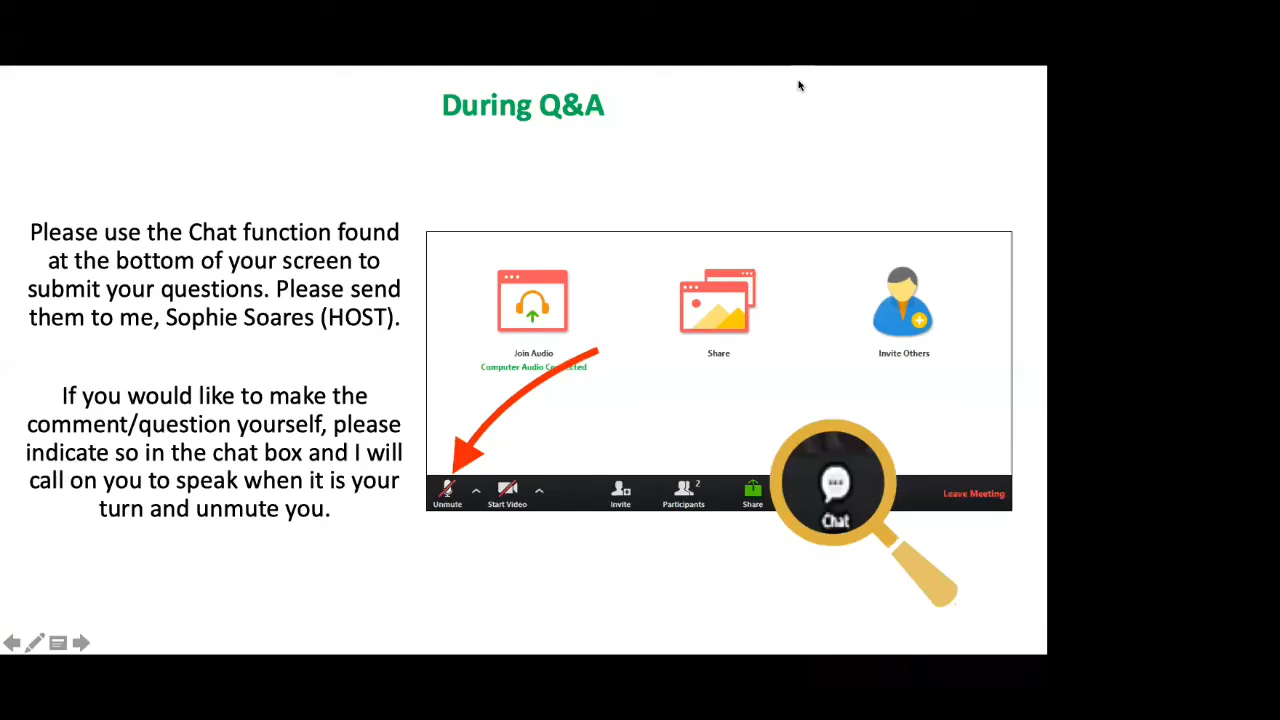 During Q&A
Please use the Chat function found
at the bottom of your screen to
submit your questions. Please send
them to me, Sophie Soares (HOST).
If you would like to make the
comment/question yourself, please
indicate so in the chat box and I will
call on you to speak when it is your
turn and unmute you.
Join Audio
Computer Audio Connected
Share
Invite Others
Unmute
Start Video
Invite
2
Participants
Share
Chat
Leave Meeting